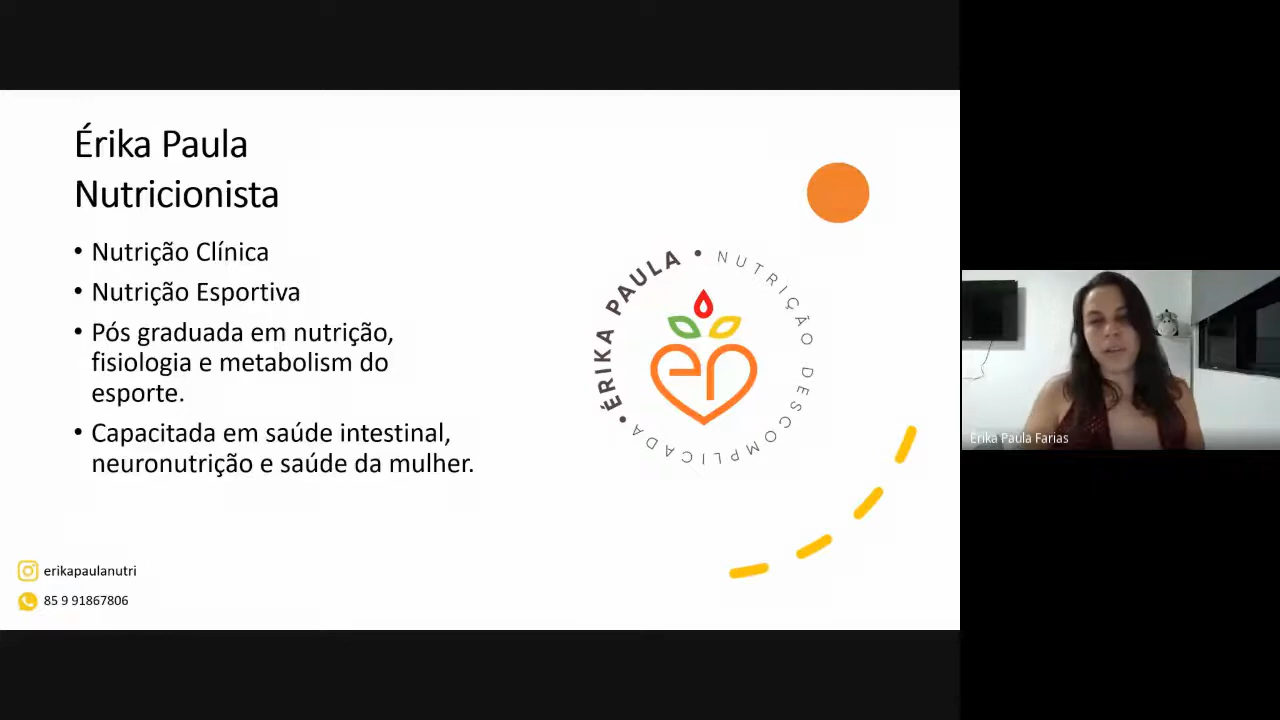 Érika Paula
Nutricionista
• Nutrição Clínica
• Nutrição Esportiva
• Pós graduada em nutrição,
fisiologia e metabolism do
esporte.
• Capacitada em saúde intestinal,
neuronutrição e saúde da mulher.
erikapaulanutri
85 9 91867806
ÉRIKA PAULA • NUTRIÇÃO DESCOMPLICADA •
er
Érika Paula Farias